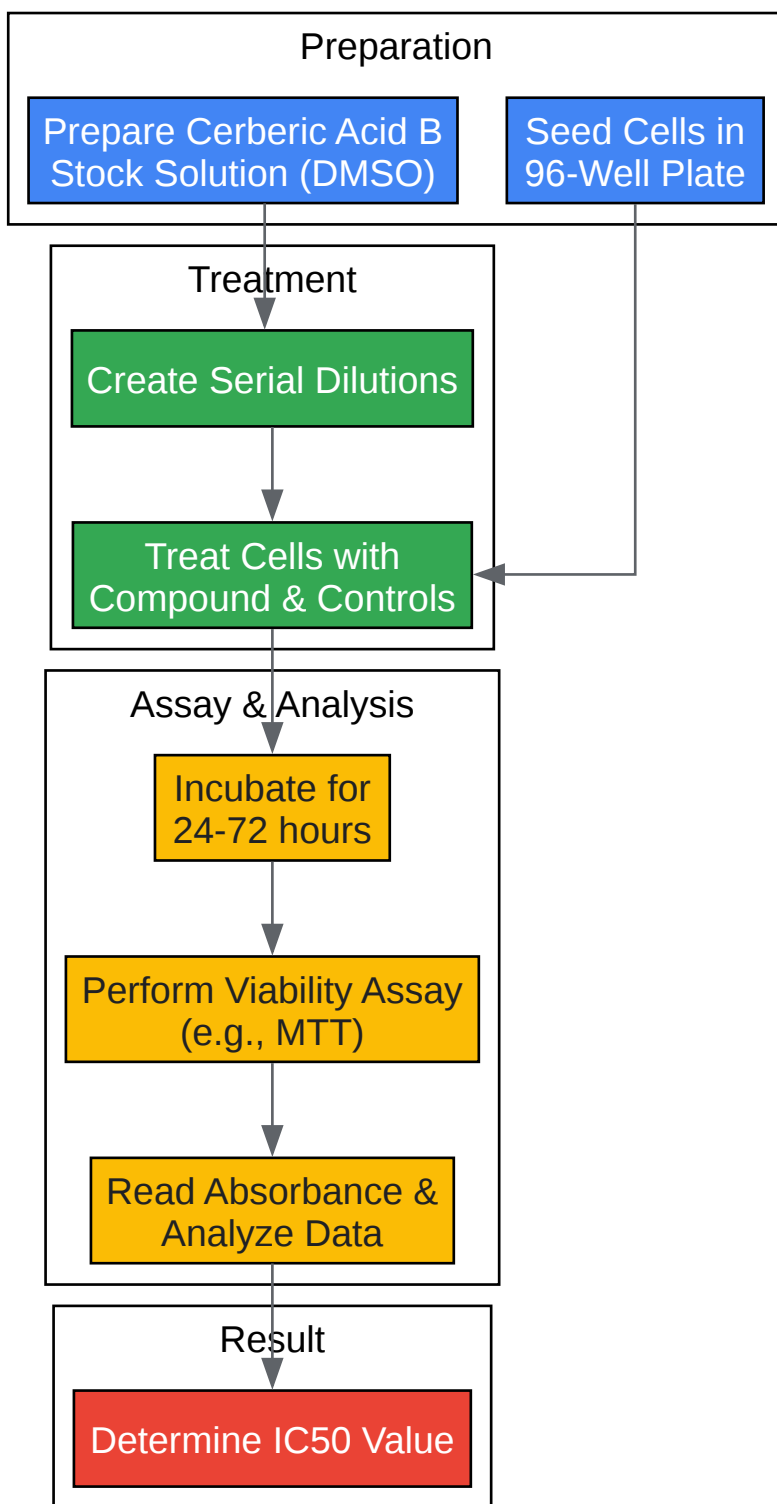 Preparation
Prepare Cerberic Acid B
Stock Solution (DMSO)
Seed Cells in
96-Well Plate
Treatment
Create Serial Dilutions
Treat Cells with
Compound & Controls
Assay & Analysis
Incubate for
24-72 hours
Perform Viability Assay
(e.g., MTT)
Read Absorbance &
Analyze Data
Result
Determine IC50 Value